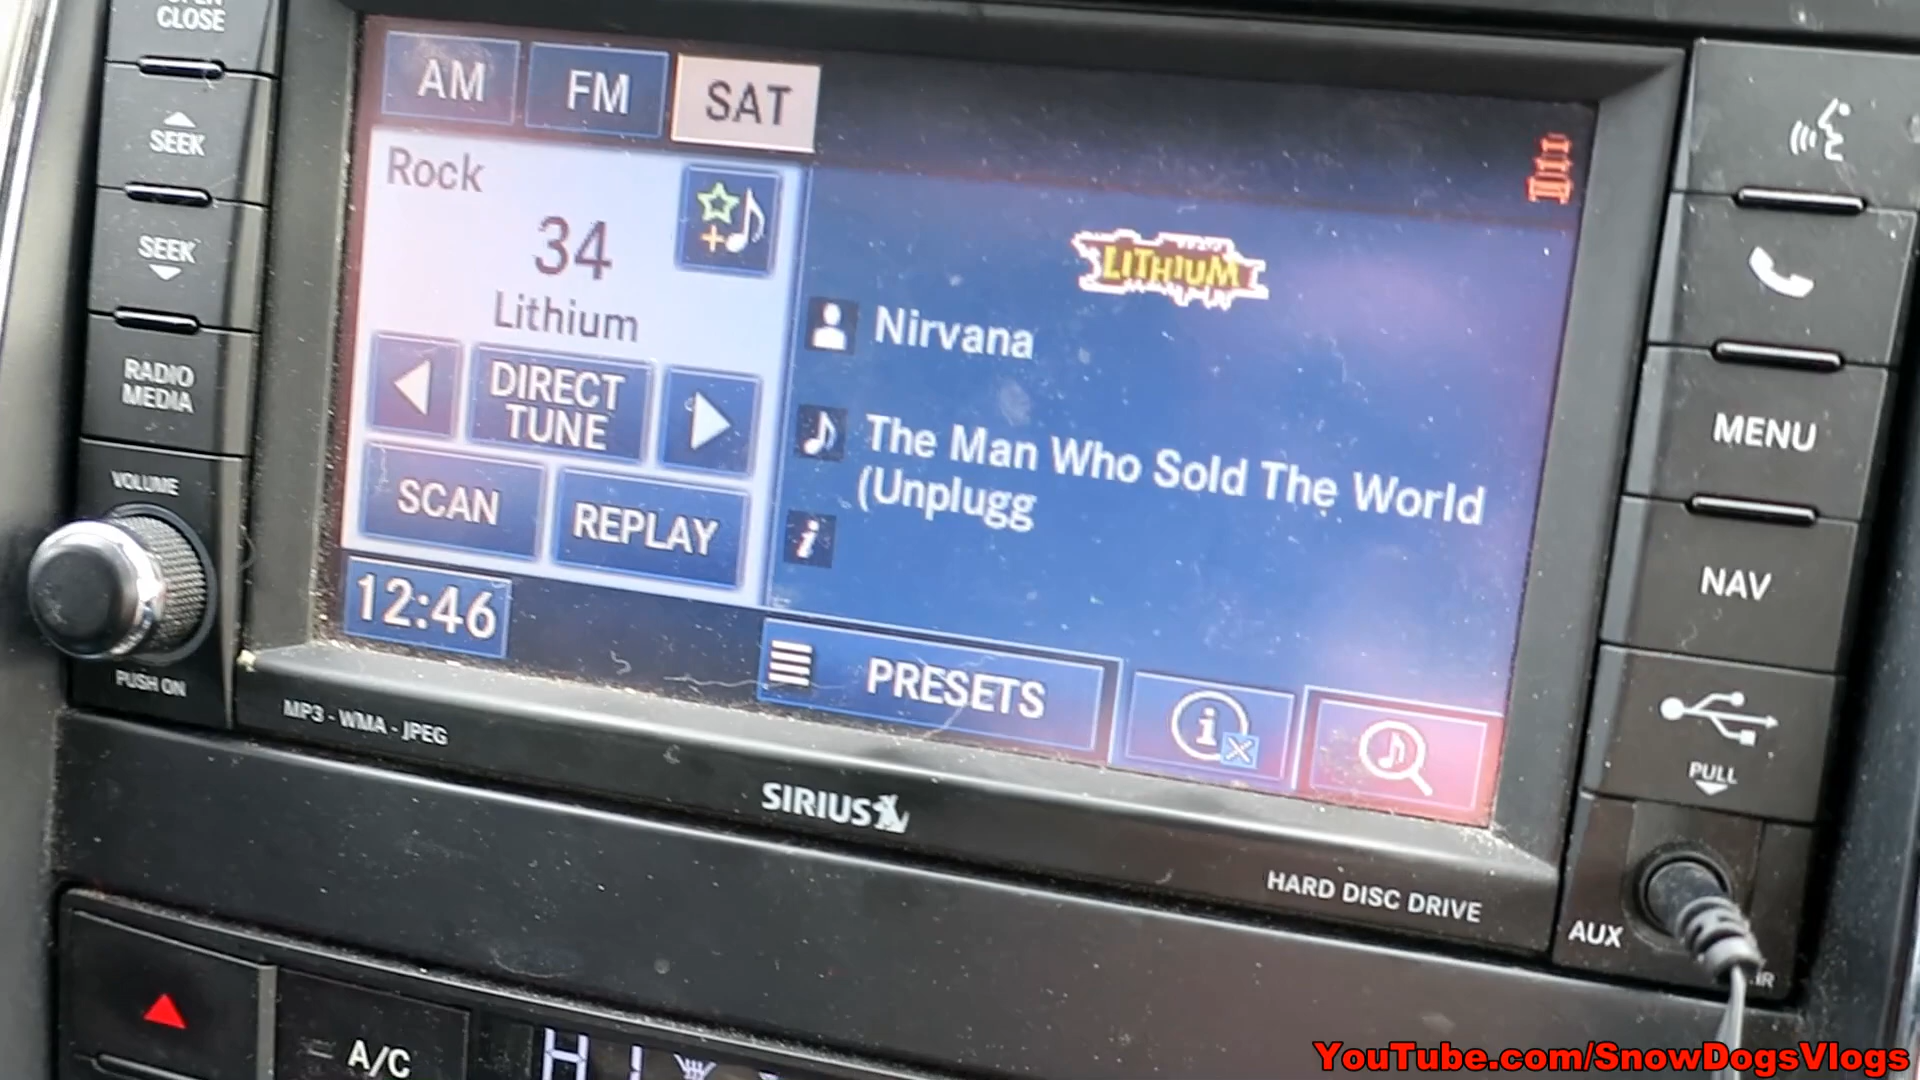 OPEN
CLOSE
SEEK
SEEK
RADIO
MEDIA
VOLUME
PUSH ON
AM
FM
SAT
Rock
34
Lithium
DIRECT
TUNE
SCAN
REPLAY
12:46
LITHIUM
Nirvana
The Man Who Sold The World
(Unplugg
PRESETS
MP3 - WMA - JPEG
SIRIUS
HARD DISC DRIVE
MENU
NAV
PULL
AUX
A/C
YouTube.com/SnowDogsVlogs